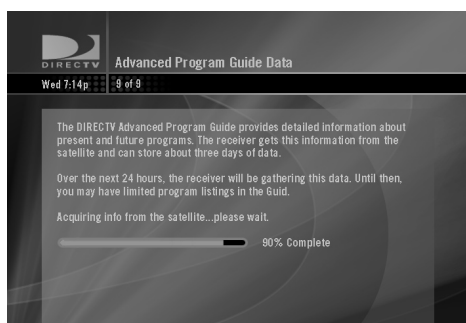 DIRECTV
Advanced Program Guide Data
Wed 7:14p 9 of 9
The DIRECTV Advanced Program Guide provides detailed information about
present and future programs. The receiver gets this information from the
satellite and can store about three days of data.
Over the next 24 hours, the receiver will be gathering this data. Until then,
you may have limited program listings in the Guid.
Acquiring info from the satellite...please wait.
90% Complete